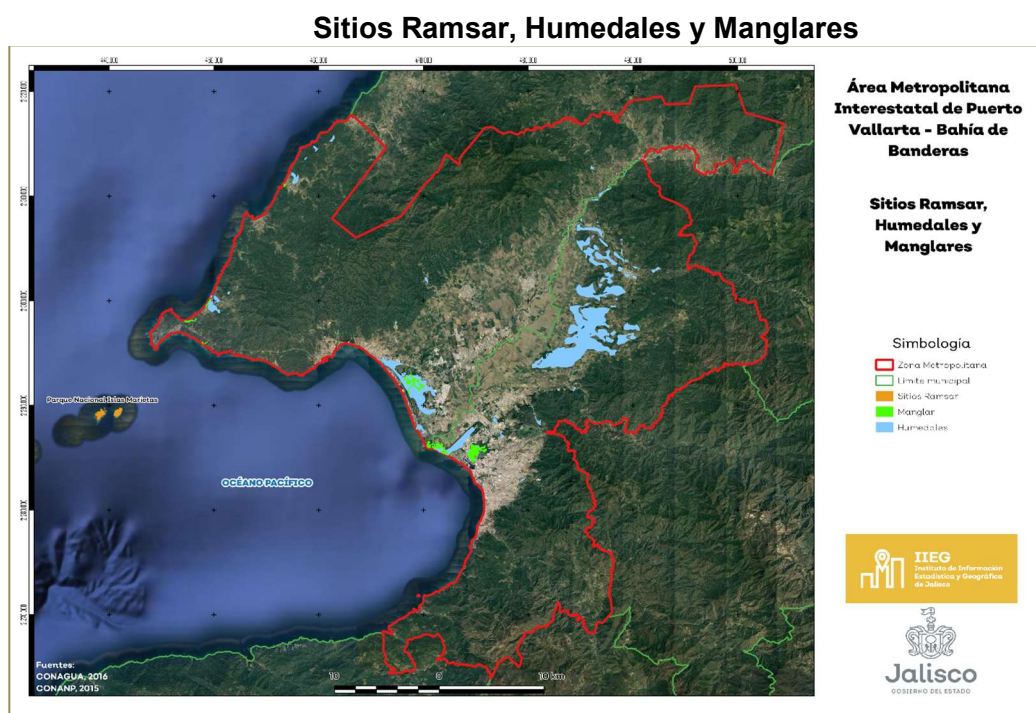 Sitios Ramsar, Humedales y Manglares
Área Metropolitana
Interestatal de Puerto
Vallarta - Bahía de
Banderas
Sitios Ramsar,
Humedales y
Manglares
Simbología
Zona Metropolitana
Límite municipal
Sitios Ramsar
Manglar
Humedales
Parque Nacional Islas Marietas
OCÉANO PACÍFICO
Fuentes:
CONAGUA, 2016
CONANP, 2015
10 0 10 km
IIEG
Instituto de Información
Estadística y Geográfica
de Jalisco
Jalisco
GOBIERNO DEL ESTADO